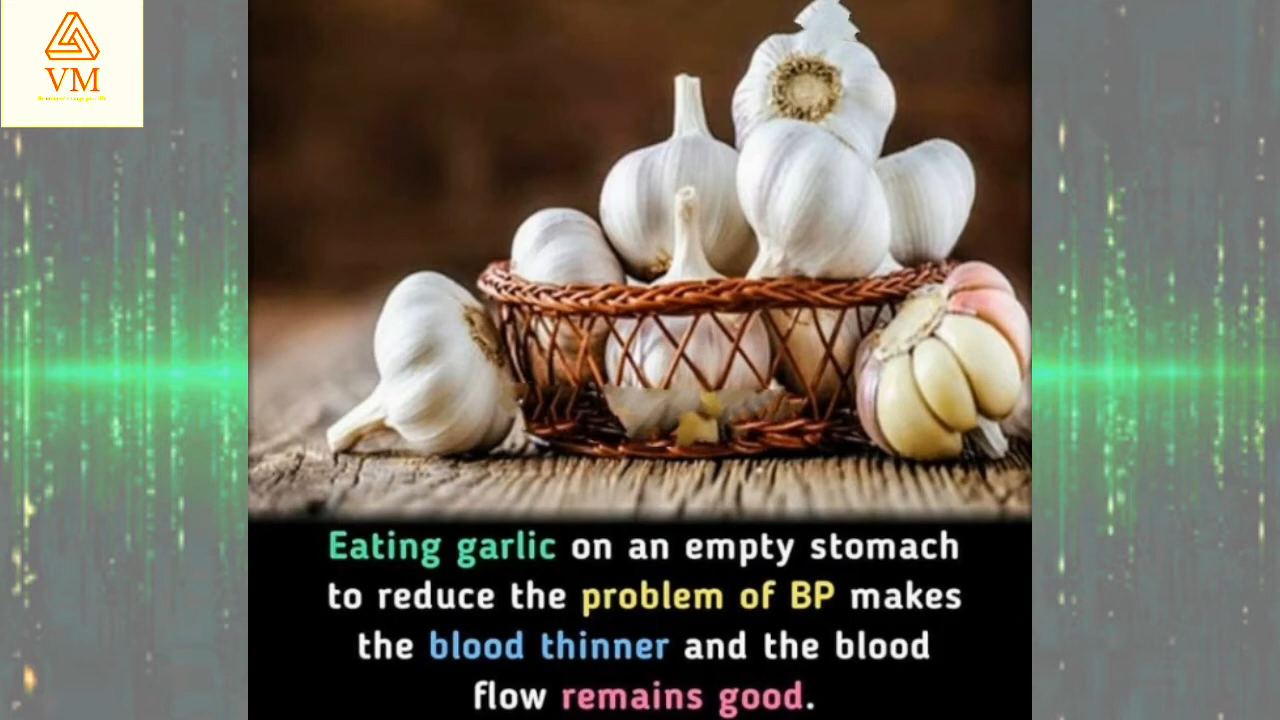 VM
Eating garlic on an empty stomach
to reduce the problem of BP makes
the blood thinner and the blood
flow remains good.